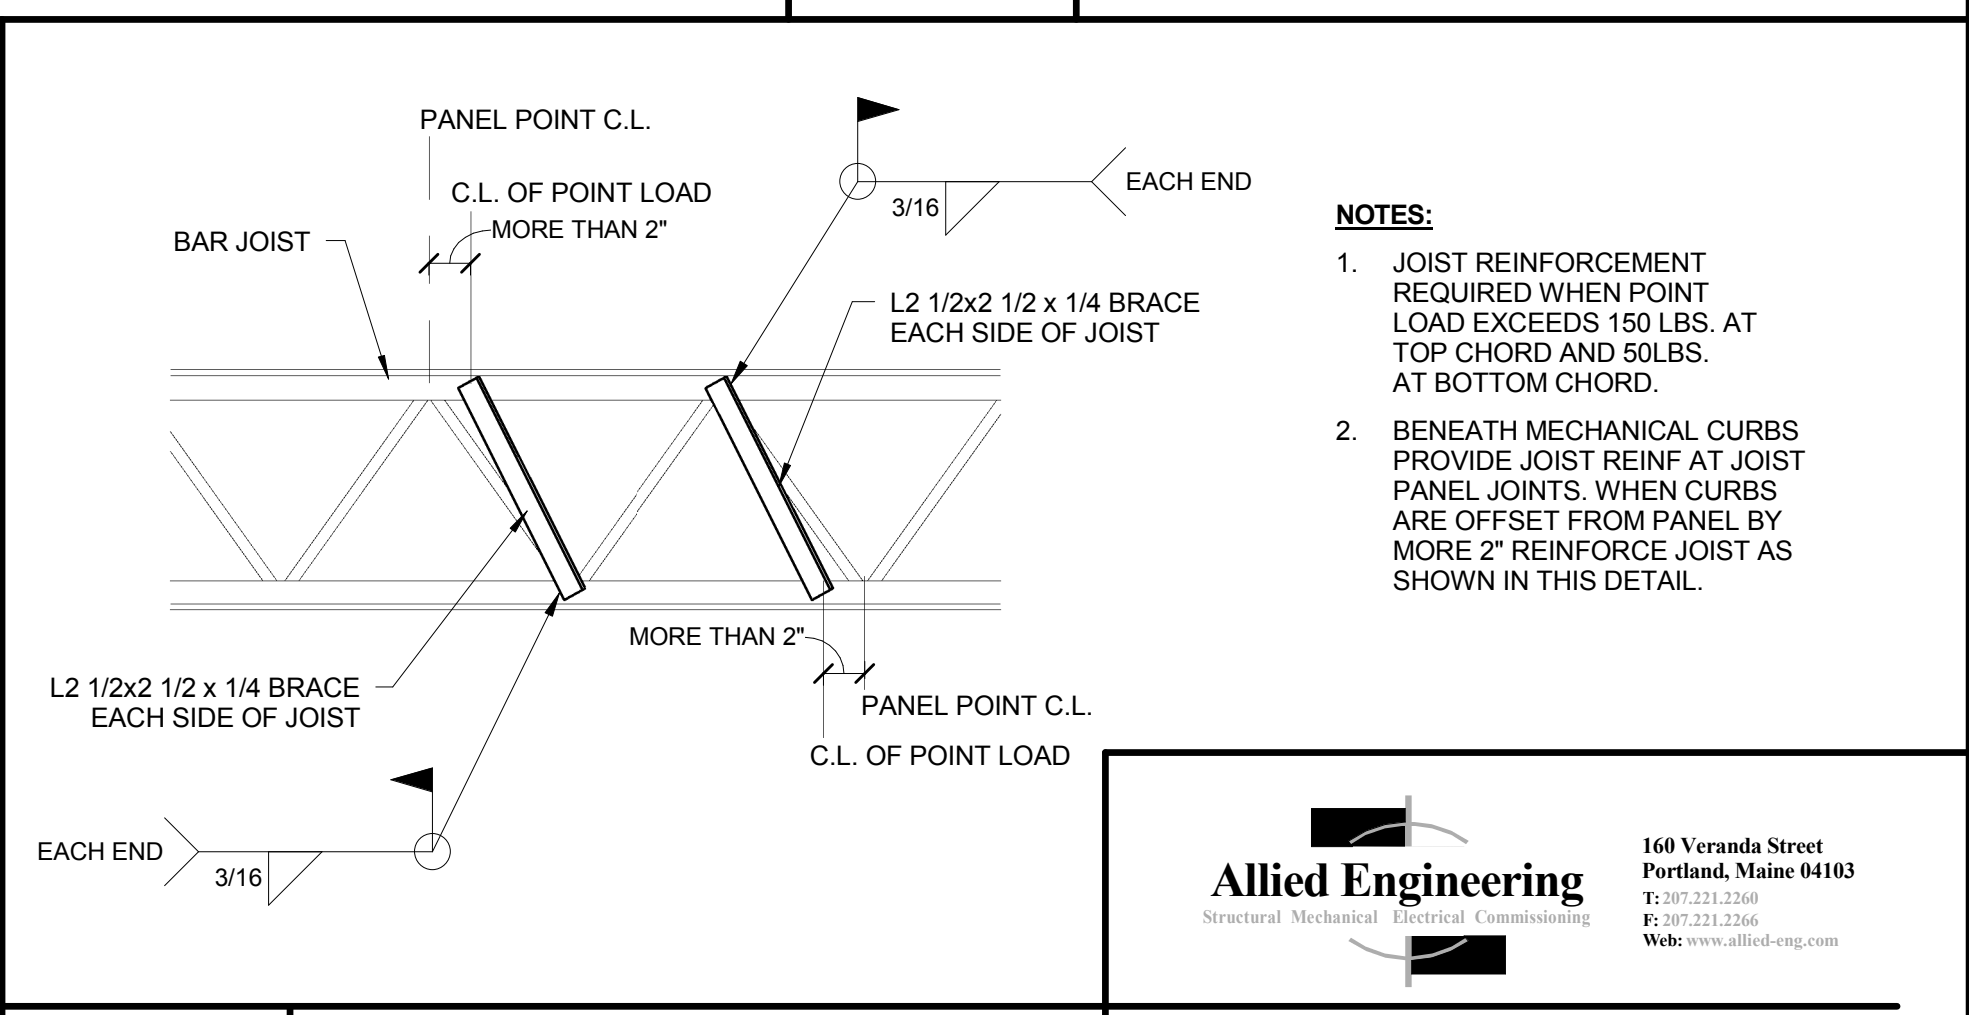 PANEL POINT C.L.
C.L. OF POINT LOAD
MORE THAN 2"
BAR JOIST
3/16
EACH END
L2 1/2x2 1/2 x 1/4 BRACE
EACH SIDE OF JOIST
MORE THAN 2"
L2 1/2x2 1/2 x 1/4 BRACE
EACH SIDE OF JOIST
PANEL POINT C.L.
C.L. OF POINT LOAD
EACH END
3/16
NOTES:
1. JOIST REINFORCEMENT
REQUIRED WHEN POINT
LOAD EXCEEDS 150 LBS. AT
TOP CHORD AND 50LBS.
AT BOTTOM CHORD.
2. BENEATH MECHANICAL CURBS
PROVIDE JOIST REINF AT JOIST
PANEL JOINTS. WHEN CURBS
ARE OFFSET FROM PANEL BY
MORE 2" REINFORCE JOIST AS
SHOWN IN THIS DETAIL.
Allied Engineering
Structural Mechanical Electrical Commissioning
160 Veranda Street
Portland, Maine 04103
T: 207.221.2260
F: 207.221.2266
Web: www.allied-eng.com